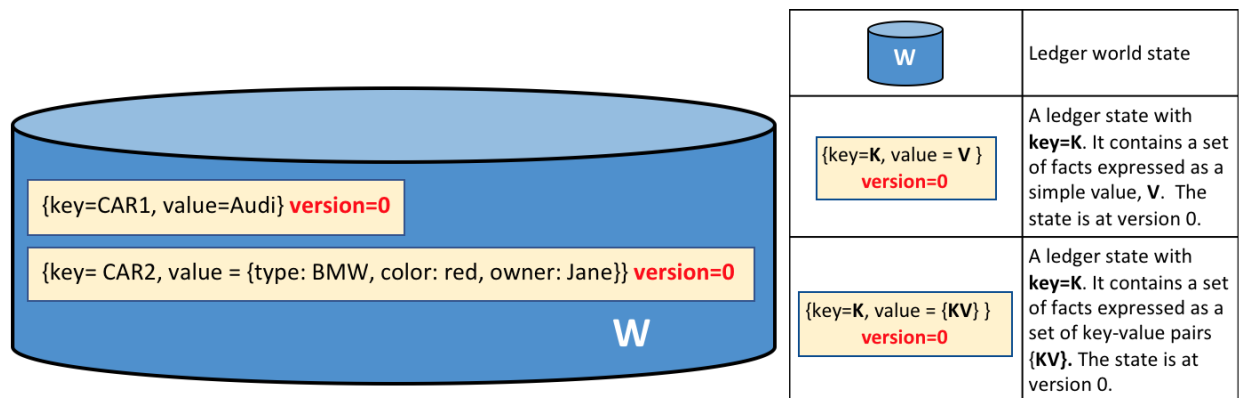 {key=CAR1, value=Audi} version=0
{key= CAR2, value = {type: BMW, color: red, owner: Jane}} version=0
W
W
Ledger world state
{key=K, value = V }
version=0
A ledger state with
key=K. It contains a set
of facts expressed as a
simple value, V.  The
state is at version 0.
{key=K, value = {KV} }
version=0
A ledger state with
key=K. It contains a set
of facts expressed as a
set of key-value pairs
{KV}. The state is at
version 0.